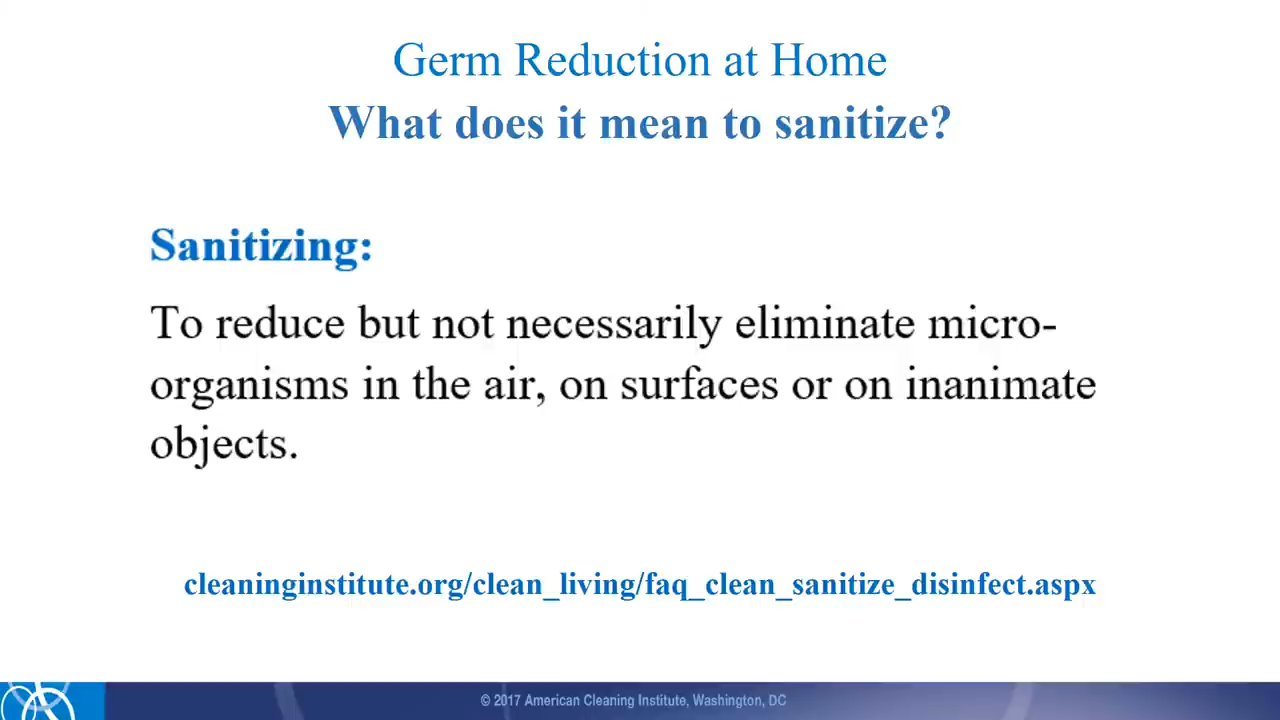 Germ Reduction at Home
What does it mean to sanitize?
Sanitizing:
To reduce but not necessarily eliminate micro-
organisms in the air, on surfaces or on inanimate
objects.
cleaninginstitute.org/clean_living/faq_clean_sanitize_disinfect.aspx
© 2017 American Cleaning Institute, Washington, DC